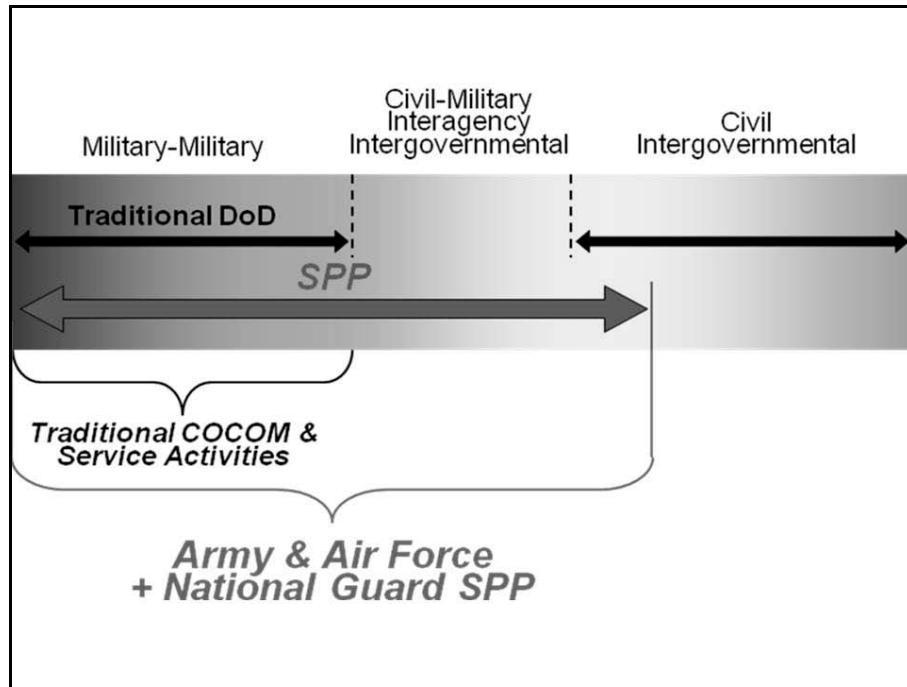 Military-Military
Civil-Military
Interagency
Intergovernmental
Civil
Intergovernmental
Traditional DoD
SPP
Traditional COCOM &
Service Activities
Army & Air Force
+ National Guard SPP